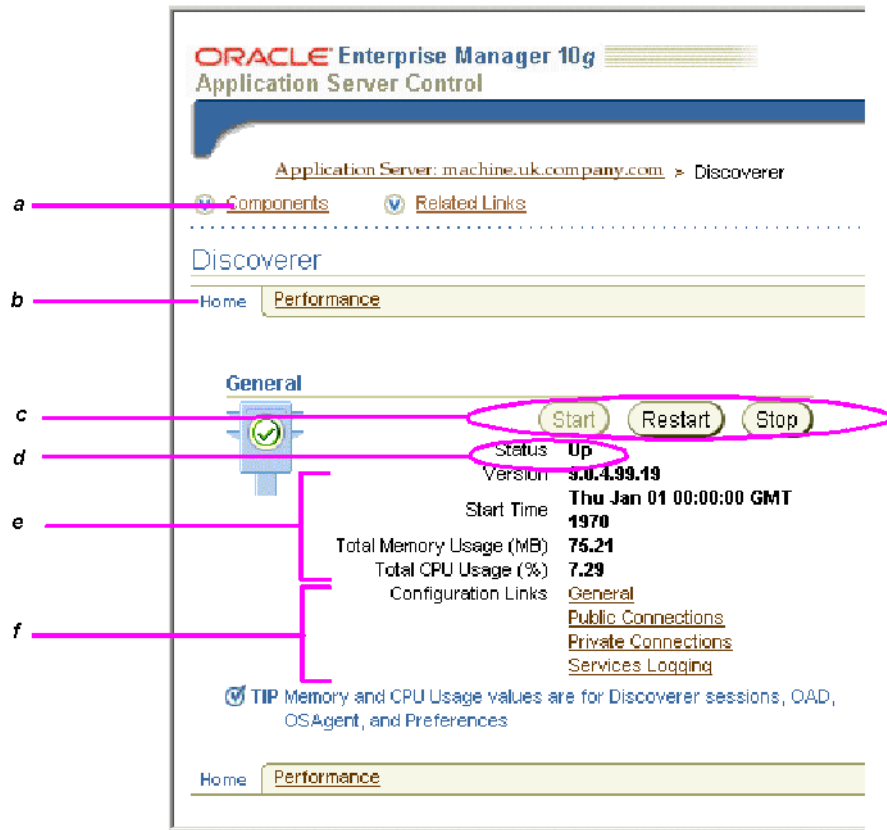 ORACLE Enterprise Manager 10g
Application Server Control
Application Server: machine.uk.company.com > Discoverer
a
Components Related Links
Discoverer
b
Home Performance
General
c
Start Restart Stop
d
Status Up
Version 9.0.4.99.19
e
Start Time Thu Jan 01 00:00:00 GMT
1970
Total Memory Usage (MB) 75.21
Total CPU Usage (%) 7.29
Configuration Links General
Public Connections
f
Private Connections
Services Logging
TIP Memory and CPU Usage values are for Discoverer sessions, OAD,
OSAgent, and Preferences
Home Performance